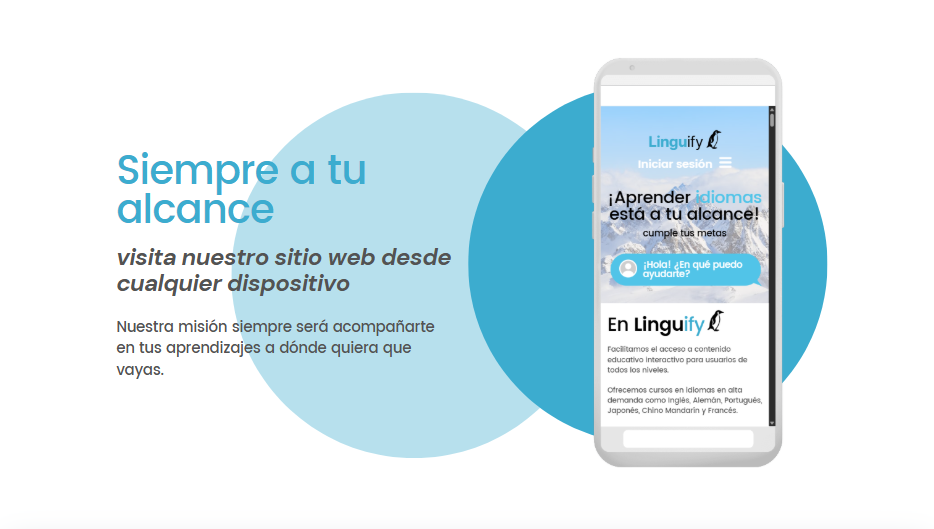 Siempre a tu
alcance
visita nuestro sitio web desde
cualquier dispositivo
Nuestra misión siempre será acompañarte
en tus aprendizajes a dónde quiera que
vayas.
Linguify
Iniciar sesión
¡Aprender idiomas
está a tu alcance!
cumple tus metas
¡Hola! ¿En qué puedo
ayudarte?
En Linguify
Facilitamos el acceso a contenido
educativo interactivo para usuarios de
todos los niveles.
Ofrecemos cursos en idiomas en alta
demanda como Inglés, Alemán, Portugués,
Japonés, Chino Mandarín y Francés.